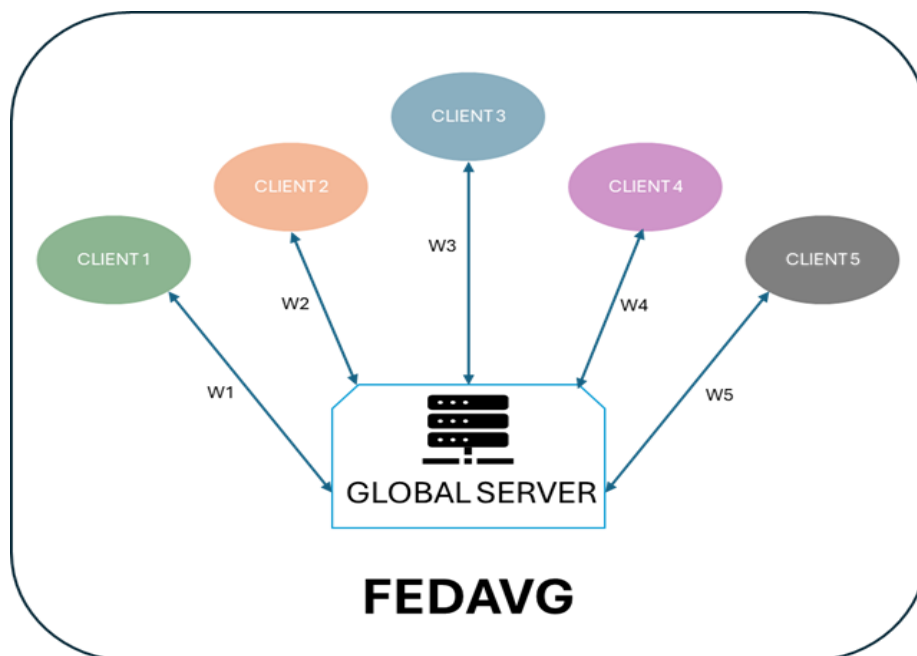 CLIENT 3
CLIENT 2
CLIENT 4
CLIENT 1
CLIENT 5
W3
W2
W4
W1
W5
GLOBAL SERVER
FEDAVG